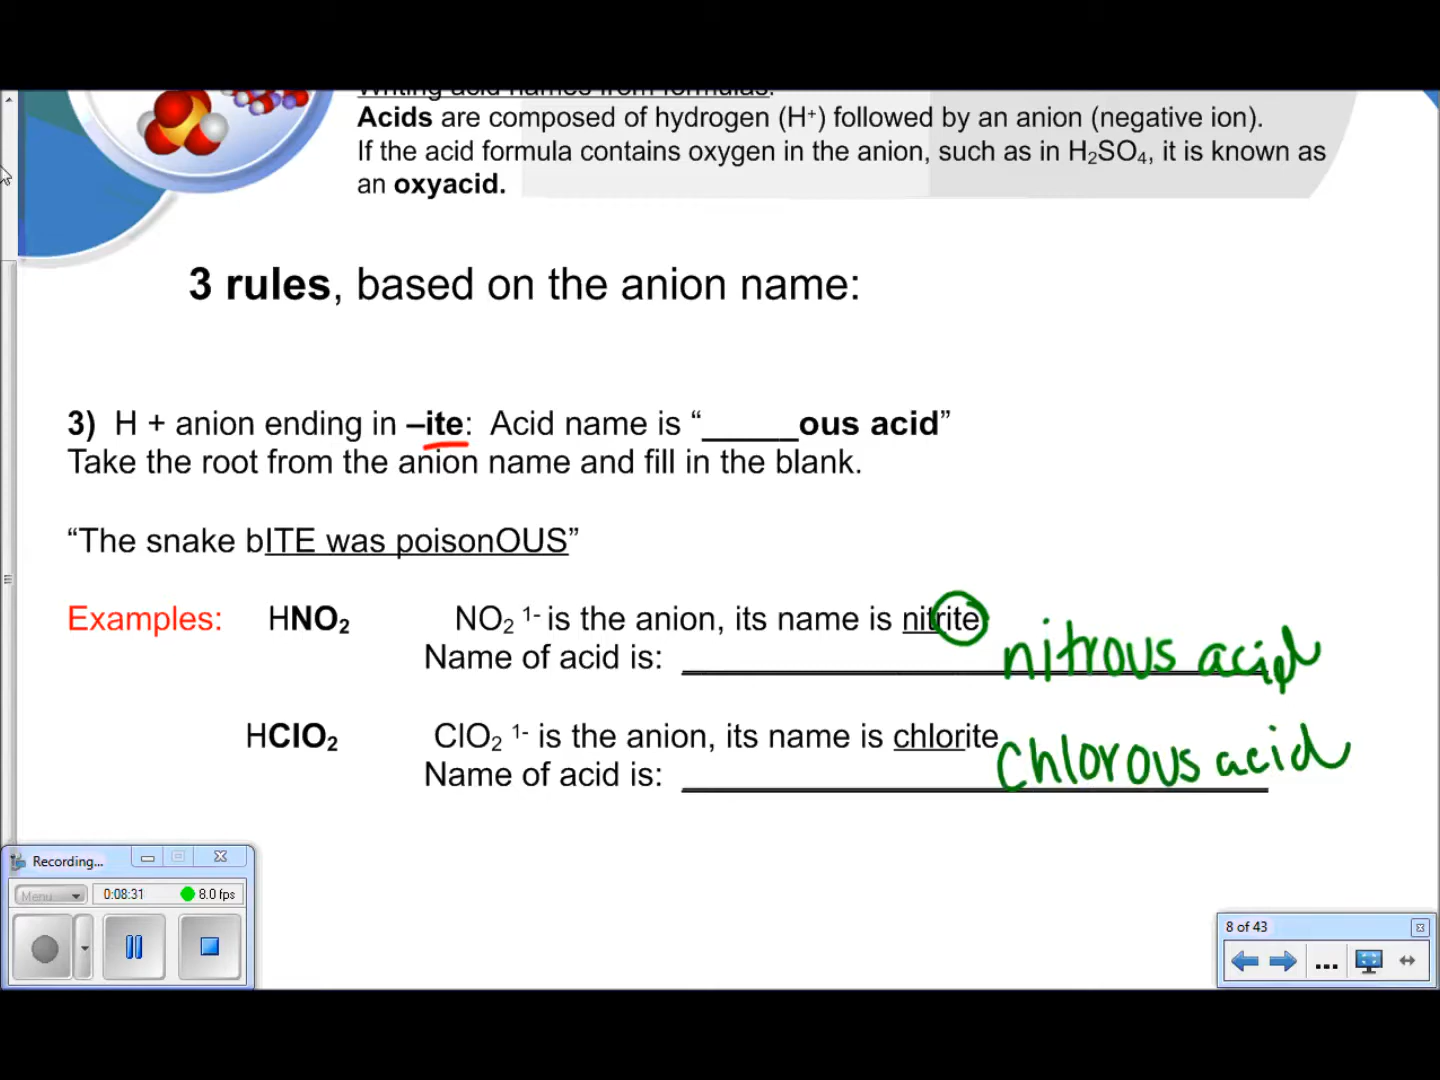 Writing acid names from formulas:
Acids are composed of hydrogen (H⁺) followed by an anion (negative ion).
If the acid formula contains oxygen in the anion, such as in H₂SO₄, it is known as
an oxyacid.
3 rules, based on the anion name:
3) H + anion ending in –ite: Acid name is “_____ous acid”
Take the root from the anion name and fill in the blank.
“The snake bITE was poisonOUS”
Examples: HNO₂ NO₂ ¹⁻ is the anion, its name is nitrite
Name of acid is: nitrous acid
HClO₂ ClO₂ ¹⁻ is the anion, its name is chlorite
Name of acid is: chlorous acid
Recording...
Menu 0:08:31 8.0 fps
8 of 43
...